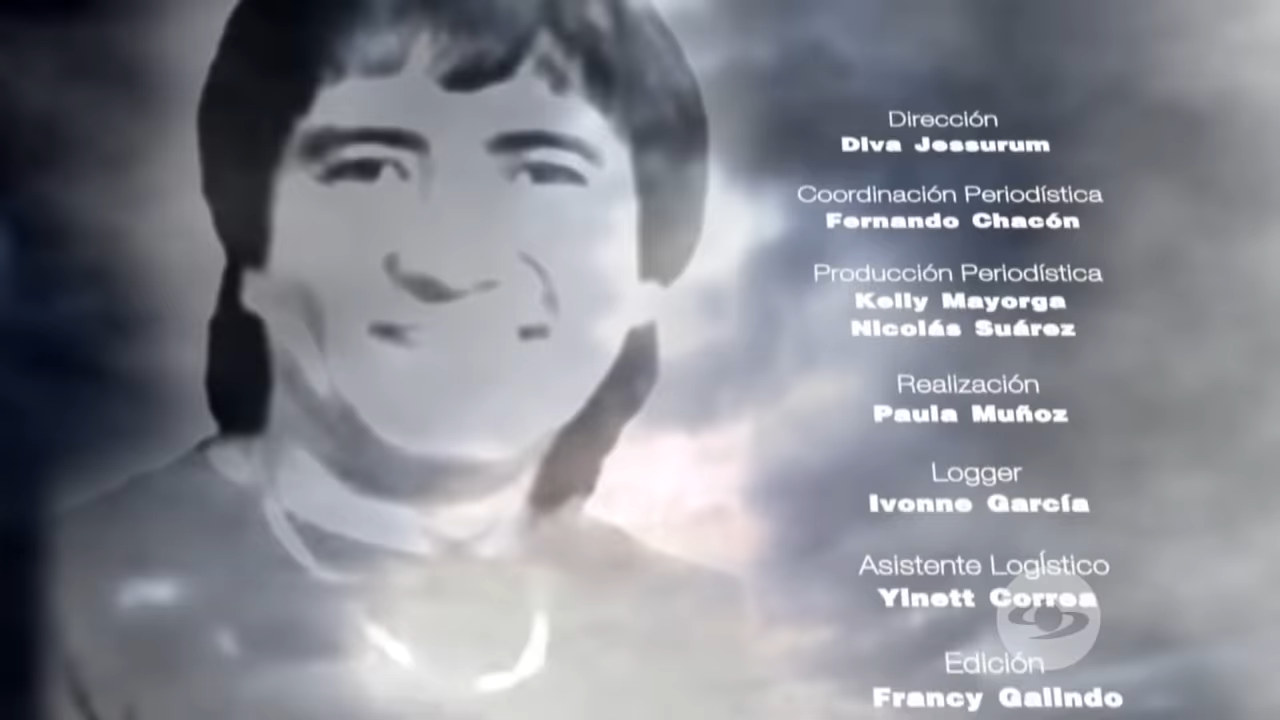 Dirección
Diva Jessurum
Coordinación Periodística
Fernando Chacón
Producción Periodística
Kelly Mayorga
Nicolás Suárez
Realización
Paula Muñoz
Logger
Ivonne García
Asistente Logístico
Yinett Correa
Edición
Francy Galindo